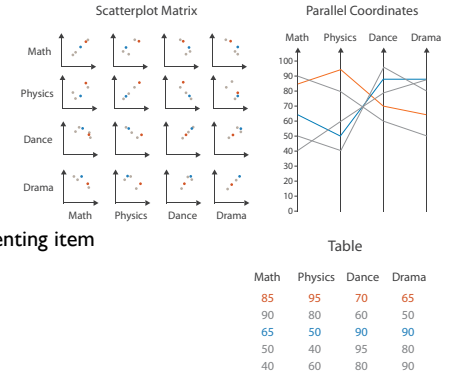 Scatterplot Matrix
Parallel Coordinates
Math Physics Dance Drama
Math
Physics
Dance
Drama
Math Physics Dance Drama
100
90
80
70
60
50
40
30
20
10
0
enting item
Table
Math Physics Dance Drama
85 95 70 65
90 80 60 50
65 50 90 90
50 40 95 80
40 60 80 90